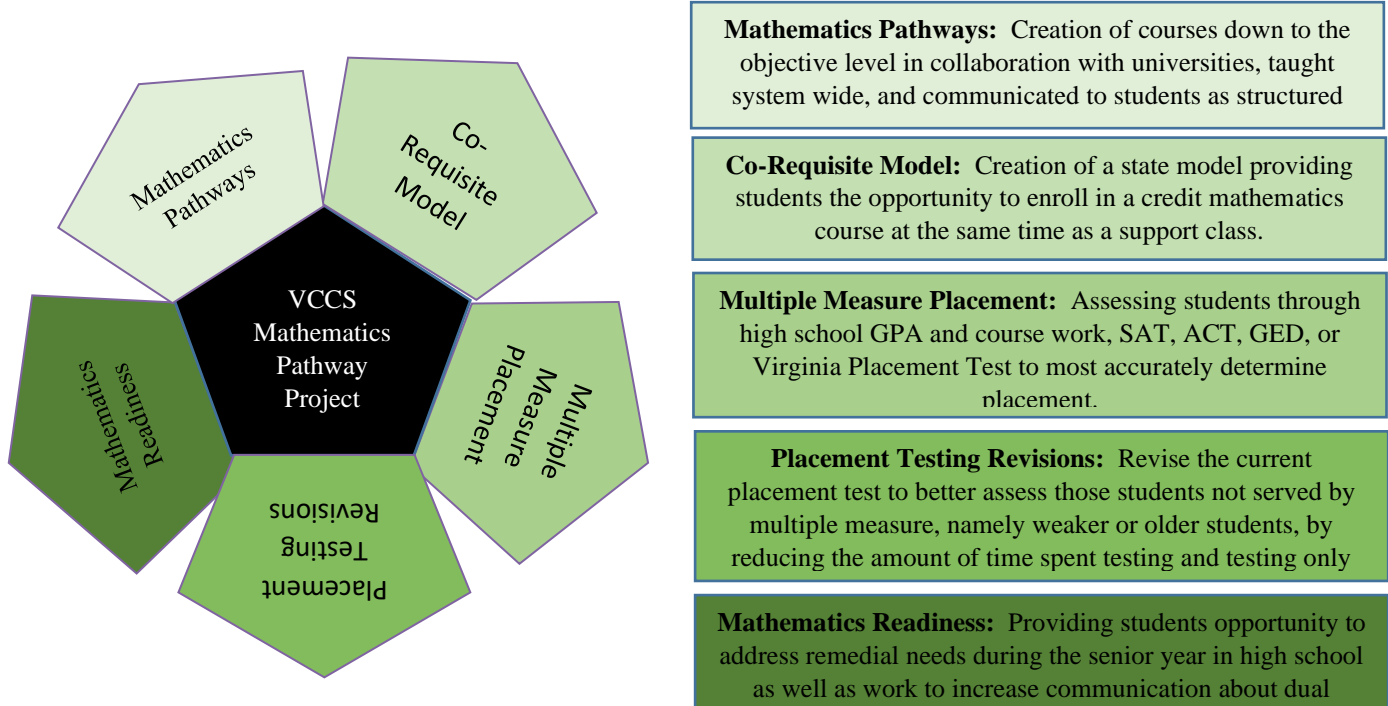 Mathematics
Pathways
Co-
Requisite
Model
VCCS
Mathematics
Pathway
Project
Multiple
Measure
Placement
Placement
Testing
Revisions
Mathematics
Readiness
Mathematics Pathways: Creation of courses down to the
objective level in collaboration with universities, taught
system wide, and communicated to students as structured
Co-Requisite Model: Creation of a state model providing
students the opportunity to enroll in a credit mathematics
course at the same time as a support class.
Multiple Measure Placement: Assessing students through
high school GPA and course work, SAT, ACT, GED, or
Virginia Placement Test to most accurately determine
placement.
Placement Testing Revisions: Revise the current
placement test to better assess those students not served by
multiple measure, namely weaker or older students, by
reducing the amount of time spent testing and testing only
Mathematics Readiness: Providing students opportunity to
address remedial needs during the senior year in high school
as well as work to increase communication about dual